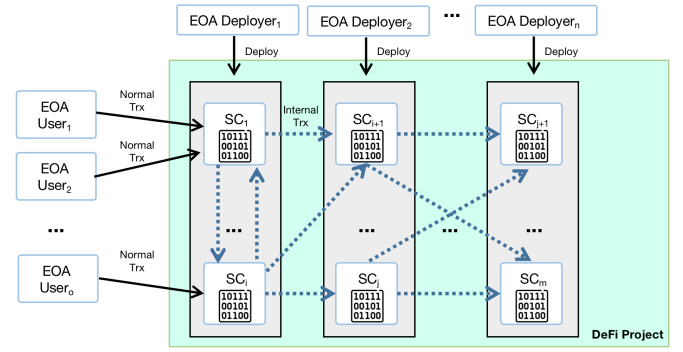 EOA Deployer₁
EOA Deployer₂
...
EOA Deployerₙ
Deploy
Deploy
Deploy
EOA
User₁
Normal
Trx
SC₁
10111
00101
01100
Internal
Trx
SCᵢ₊₁
10111
00101
01100
SCⱼ₊₁
10111
00101
01100
EOA
User₂
Normal
Trx
...
...
...
...
...
EOA
Userₒ
Normal
Trx
SCᵢ
10111
00101
01100
SCⱼ
10111
00101
01100
SCₘ
10111
00101
01100
DeFi Project